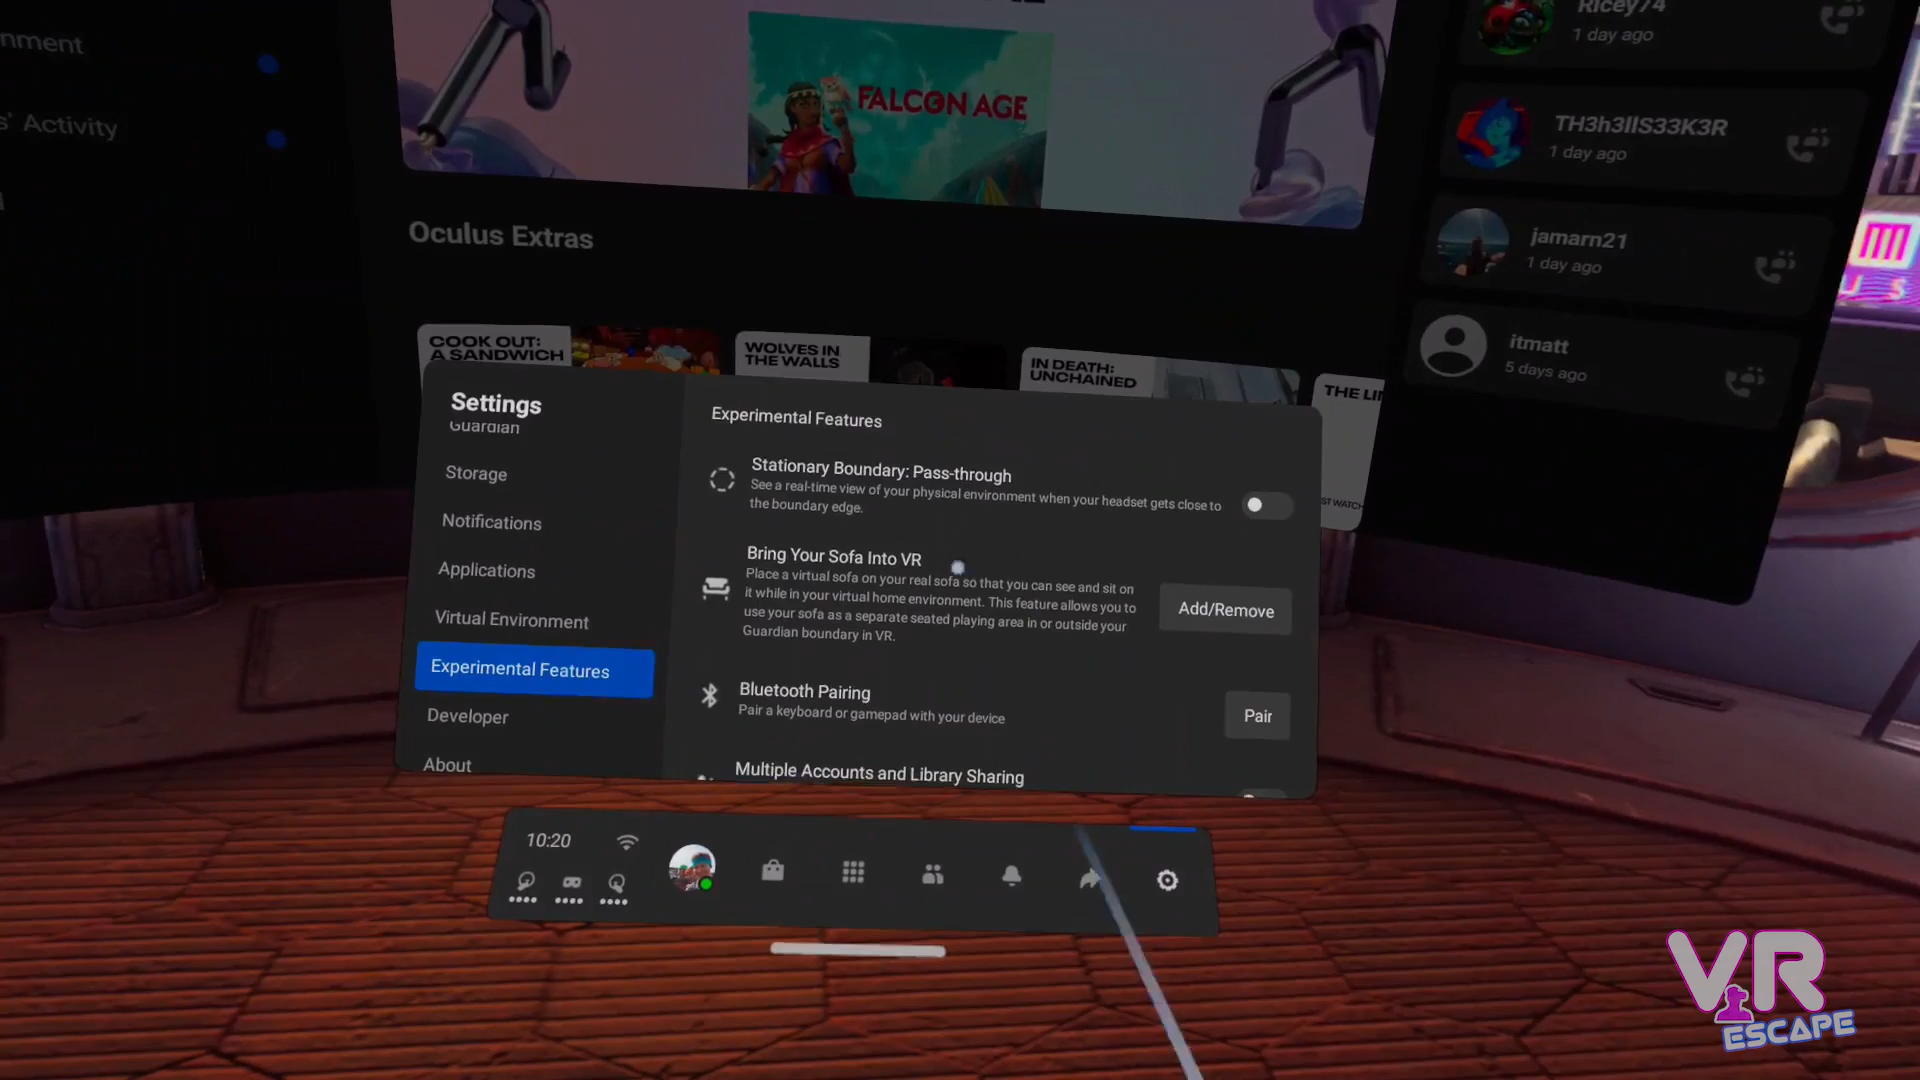 nment
s' Activity
FALCON AGE
Ricey74
1 day ago
TH3h3llS33K3R
1 day ago
jamarn21
1 day ago
itmatt
5 days ago
U S
Oculus Extras
COOK OUT:
A SANDWICH
WOLVES IN
THE WALLS
IN DEATH:
UNCHAINED
THE LI
ST WATCH
Settings
Guardian
Storage
Notifications
Applications
Virtual Environment
Experimental Features
Developer
About
Experimental Features
Stationary Boundary: Pass-through
See a real-time view of your physical environment when your headset gets close to
the boundary edge.
Bring Your Sofa Into VR
Place a virtual sofa on your real sofa so that you can see and sit on
it while in your virtual home environment. This feature allows you to
use your sofa as a separate seated playing area in or outside your
Guardian boundary in VR.
Add/Remove
Bluetooth Pairing
Pair a keyboard or gamepad with your device
Pair
Multiple Accounts and Library Sharing
10:20
VR
ESCAPE